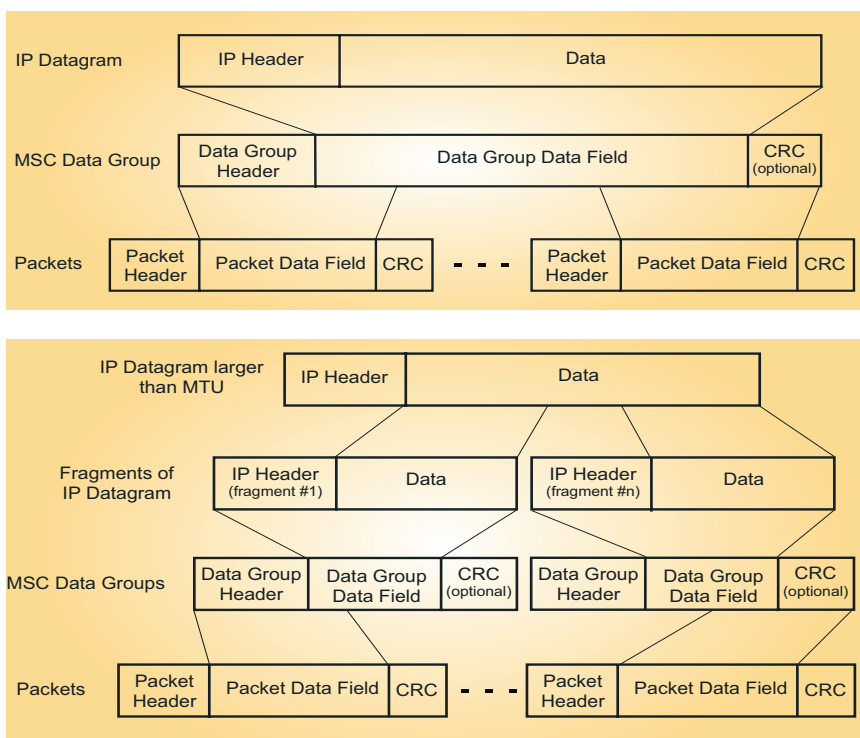 IP Datagram
IP Header
Data
MSC Data Group
Data Group
Header
Data Group Data Field
CRC
(optional)
Packets
Packet
Header
Packet Data Field
CRC
- - - -
Packet
Header
Packet Data Field
CRC
IP Datagram larger
than MTU
IP Header
Data
Fragments of
IP Datagram
IP Header
(fragment #1)
Data
IP Header
(fragment #n)
Data
MSC Data Groups
Data Group
Header
Data Group
Data Field
CRC
(optional)
Data Group
Header
Data Group
Data Field
CRC
(optional)
Packets
Packet
Header
Packet Data Field
CRC
- - - -
Packet
Header
Packet Data Field
CRC